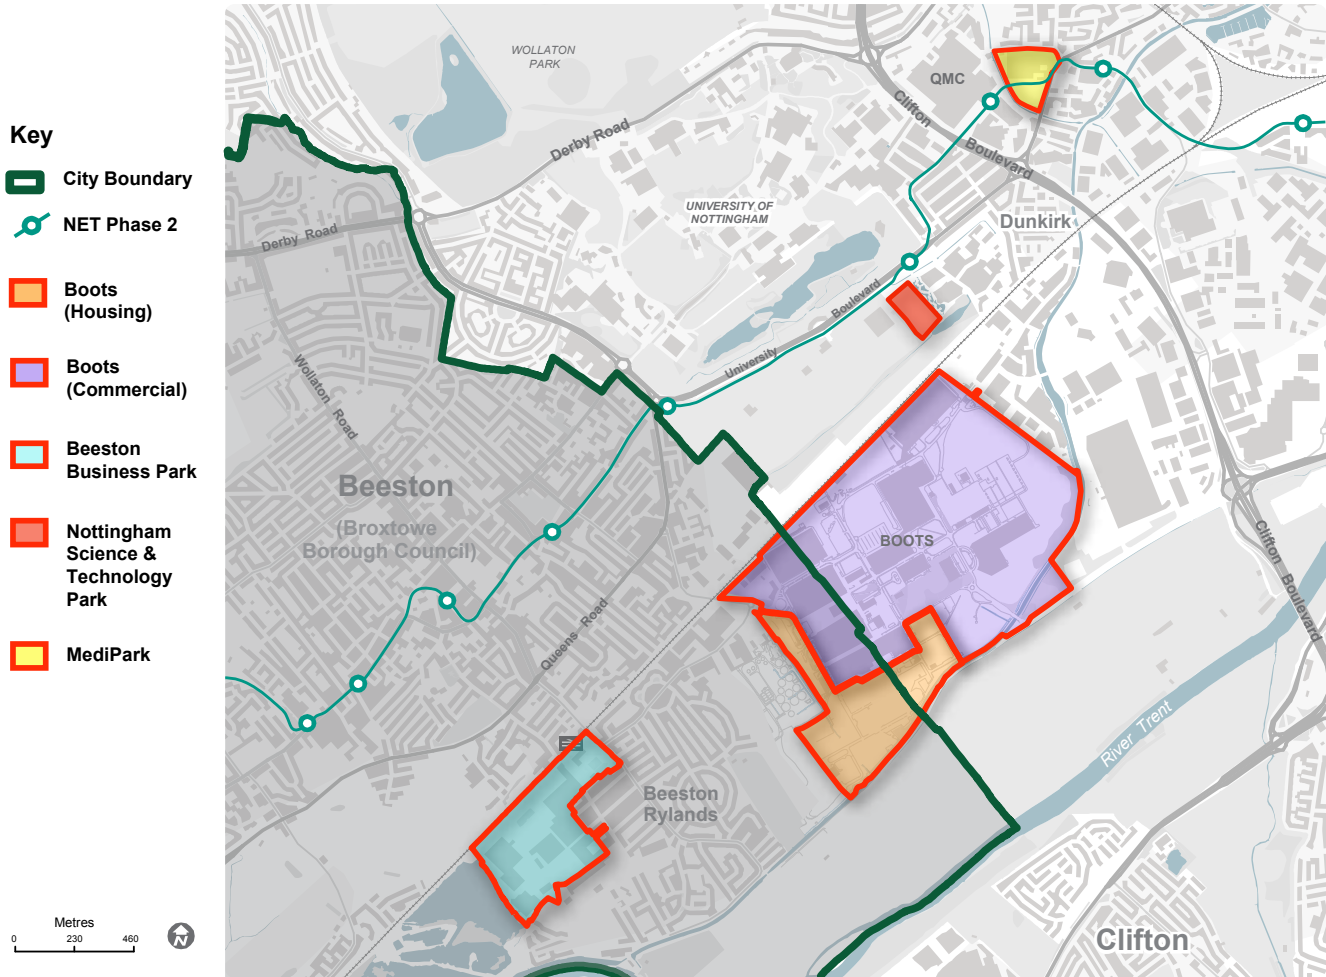 Key
City Boundary
NET Phase 2
Boots
(Housing)
Boots
(Commercial)
Beeston
Business Park
Nottingham
Science &
Technology
Park
MediPark
Metres
0 230 460
N
WOLLATON
PARK
QMC
Clifton
Boulevard
Derby Road
UNIVERSITY OF
NOTTINGHAM
Dunkirk
Derby Road
Boulevard
University
Wollaton Road
Beeston
(Broxtowe
Borough Council)
BOOTS
Clifton Boulevard
Queens Road
River Trent
Beeston
Rylands
Clifton